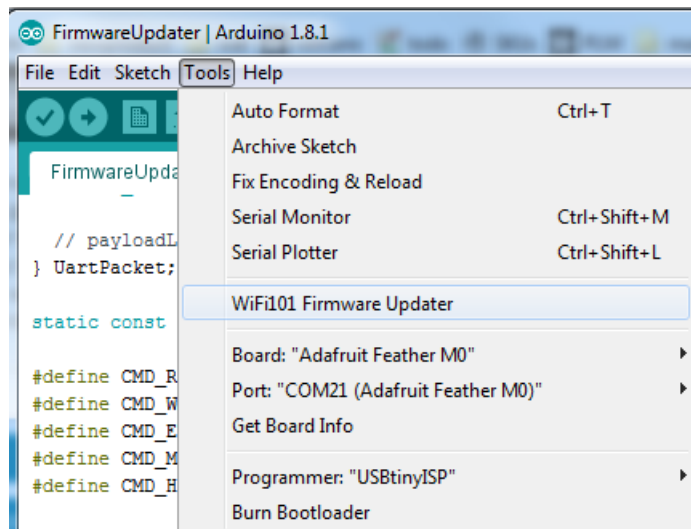 FirmwareUpdater | Arduino 1.8.1
File Edit Sketch Tools Help
Auto Format Ctrl+T
Archive Sketch
Fix Encoding & Reload
Serial Monitor Ctrl+Shift+M
Serial Plotter Ctrl+Shift+L
WiFi101 Firmware Updater
Board: "Adafruit Feather M0"
Port: "COM21 (Adafruit Feather M0)"
Get Board Info
Programmer: "USBtinyISP"
Burn Bootloader
FirmwareUpda
// payloadL
} UartPacket;
static const
#define CMD_R
#define CMD_W
#define CMD_E
#define CMD_M
#define CMD_H